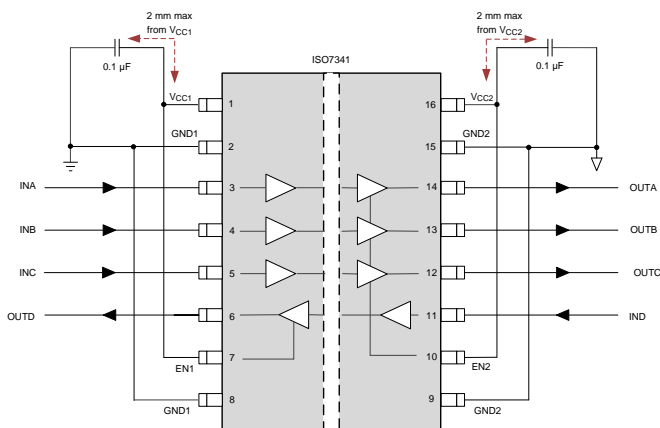 2 mm max
from VCC1
2 mm max
from VCC2
0.1 µF
0.1 µF
ISO7341
VCC1
1
16
VCC2
GND1
2
15
GND2
INA
3
14
OUTA
INB
4
13
OUTB
INC
5
12
OUTC
OUTD
6
11
IND
7
10
EN1
EN2
8
9
GND1
GND2